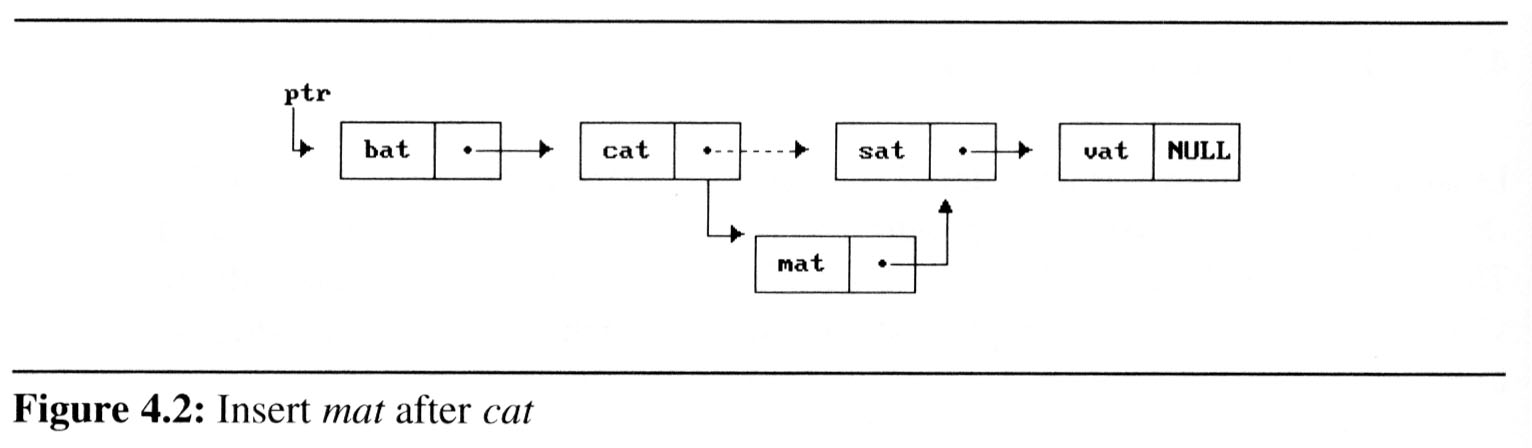 ptr
bat cat sat vat NULL
mat
Figure 4.2: Insert mat after cat